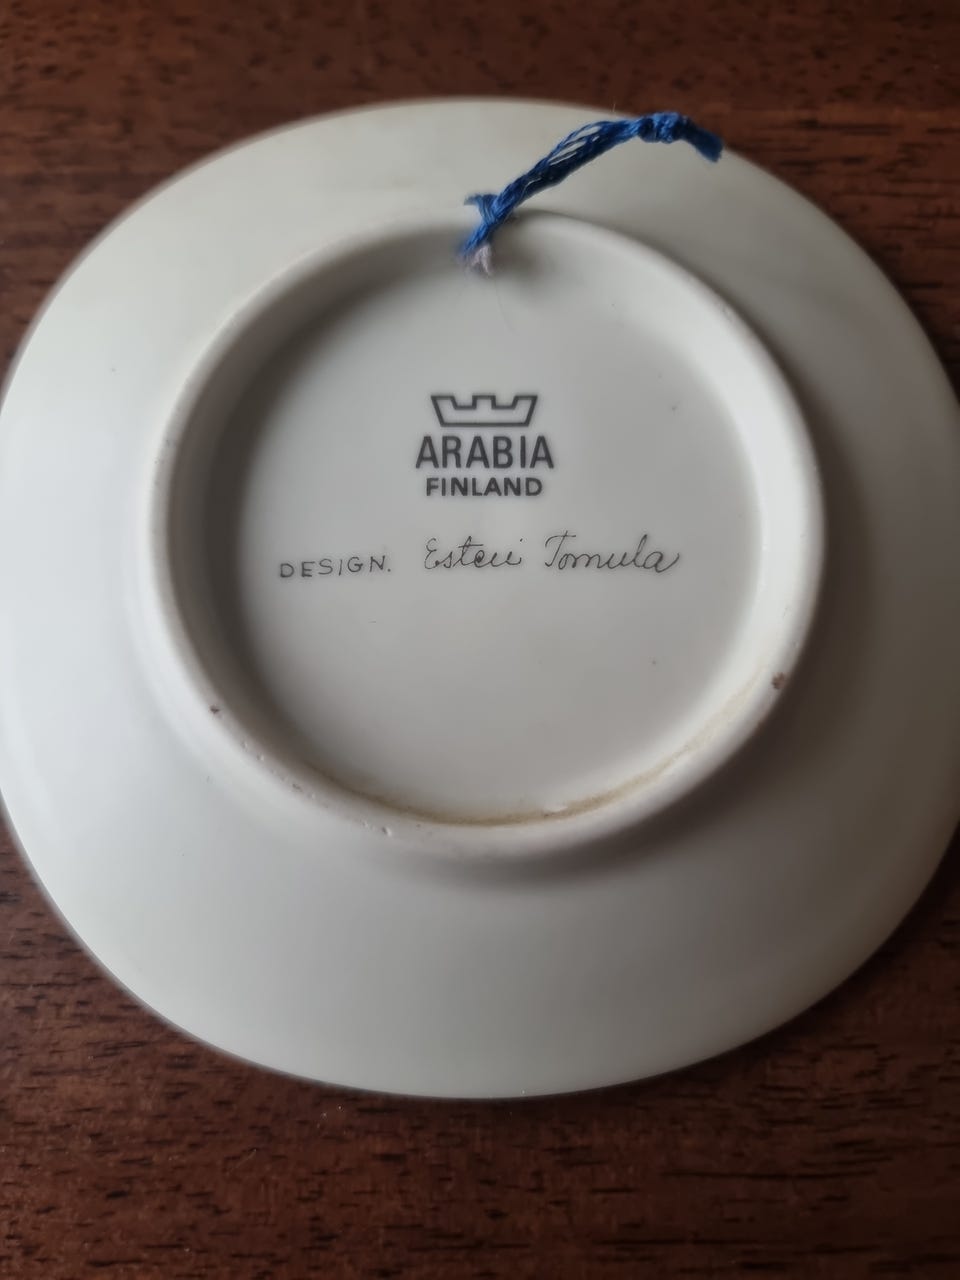 ARABIA
FINLAND
DESIGN. Esteri Tomula